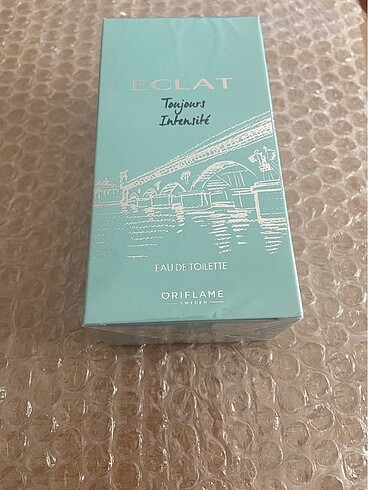 ECLAT
Toujours
Intensité
EAU DE TOILETTE
ORIFLAME
SWEDEN